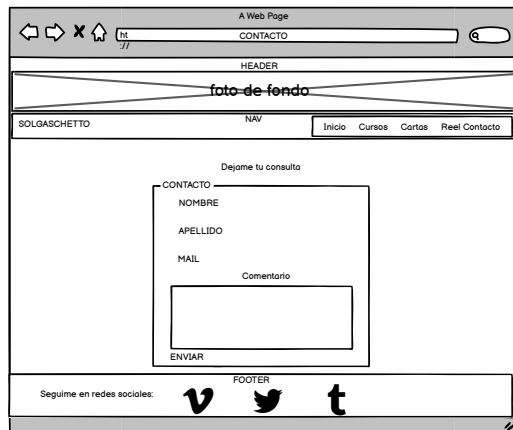 A Web Page
ht
://
CONTACTO
HEADER
foto de fondo
SOLGASCHETTO
NAV
Inicio Cursos Cartas Reel Contacto
Dejame tu consulta
CONTACTO
NOMBRE
APELLIDO
MAIL
Comentario
ENVIAR
FOOTER
Seguime en redes sociales: